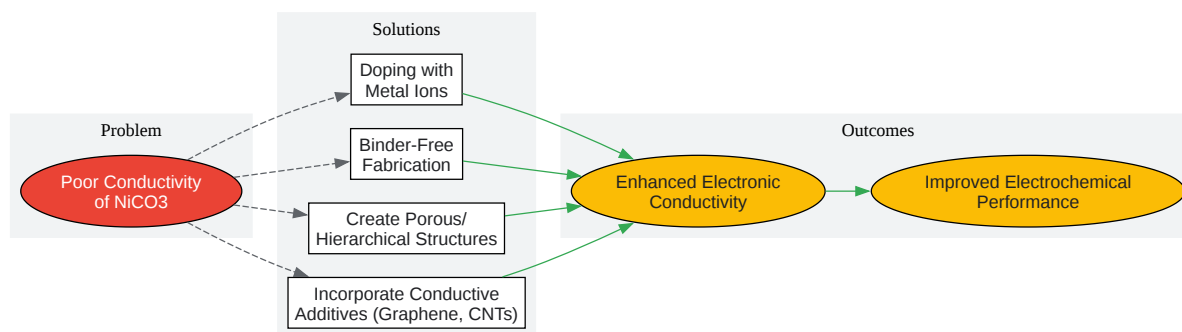 Problem
Poor Conductivity
of NiCO3
Solutions
Doping with
Metal Ions
Binder-Free
Fabrication
Create Porous/
Hierarchical Structures
Incorporate Conductive
Additives (Graphene, CNTs)
Outcomes
Enhanced Electronic
Conductivity
Improved Electrochemical
Performance